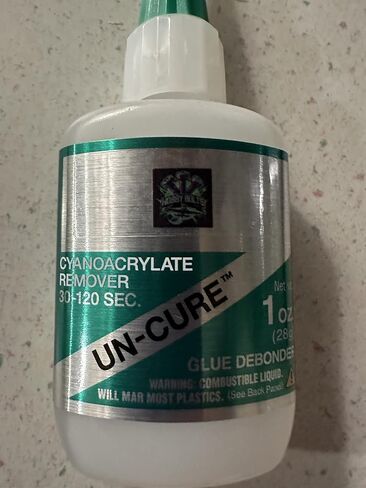 CYANOACRYLATE
REMOVER
30-120 SEC.
UN-CURE™
Net
1 oz
(28g
GLUE DEBONDER
WARNING: COMBUSTIBLE LIQUID.
WILL MAR MOST PLASTICS. (See Back Panel)